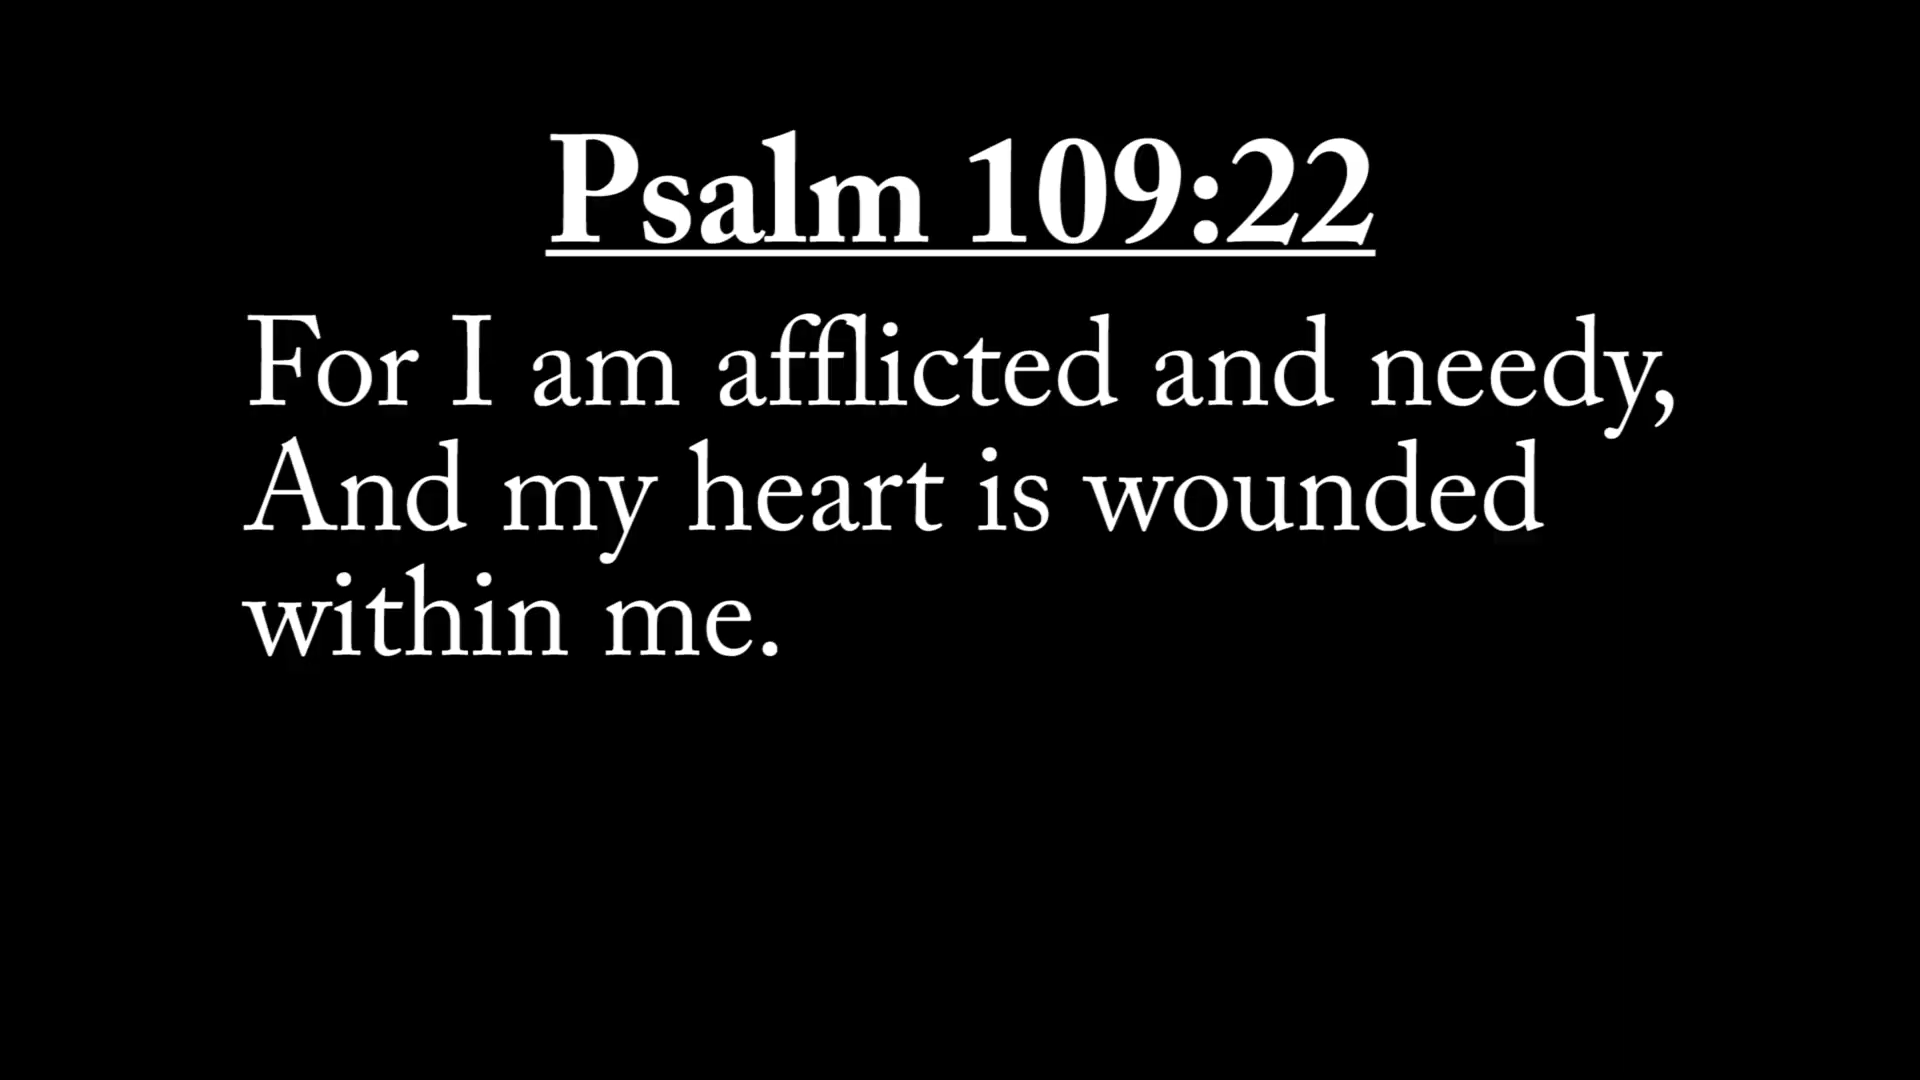 Psalm 109:22
For I am afflicted and needy,
And my heart is wounded
within me.